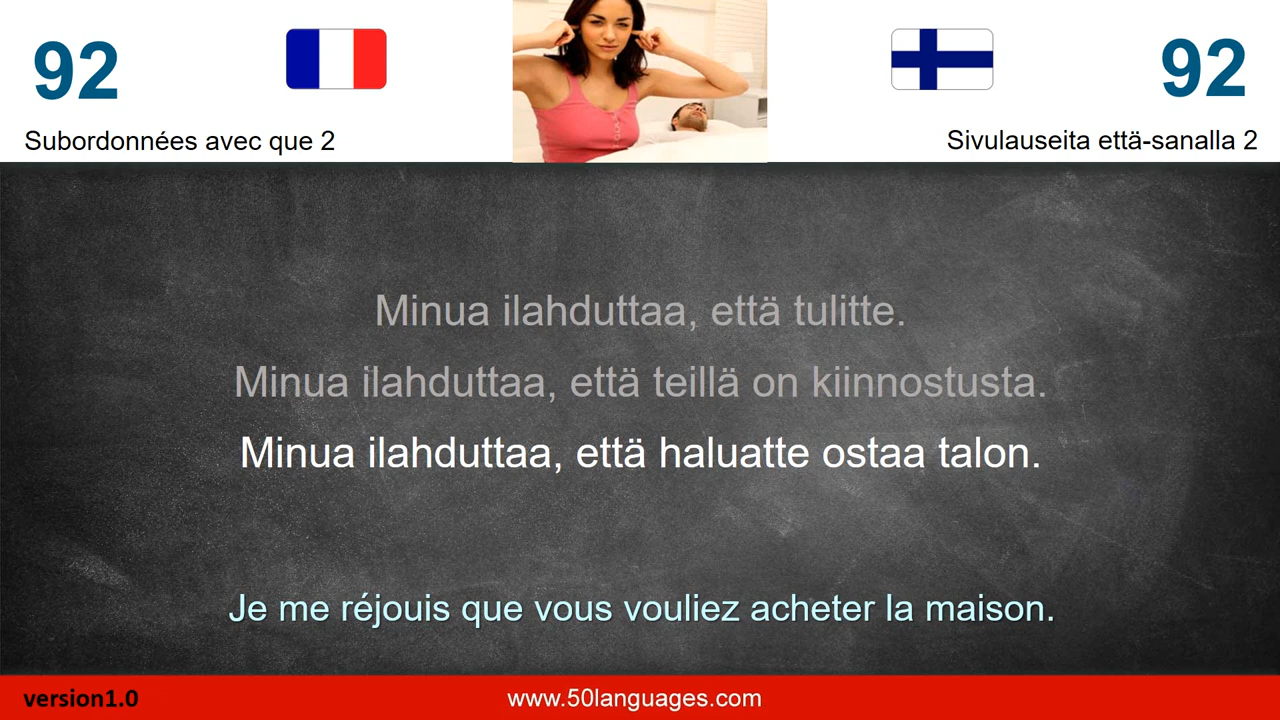 92
92
Subordonnées avec que 2
Sivulauseita että-sanalla 2
Minua ilahduttaa, että tulitte.
Minua ilahduttaa, että teillä on kiinnostusta.
Minua ilahduttaa, että haluatte ostaa talon.
Je me réjouis que vous vouliez acheter la maison.
version1.0
www.50languages.com